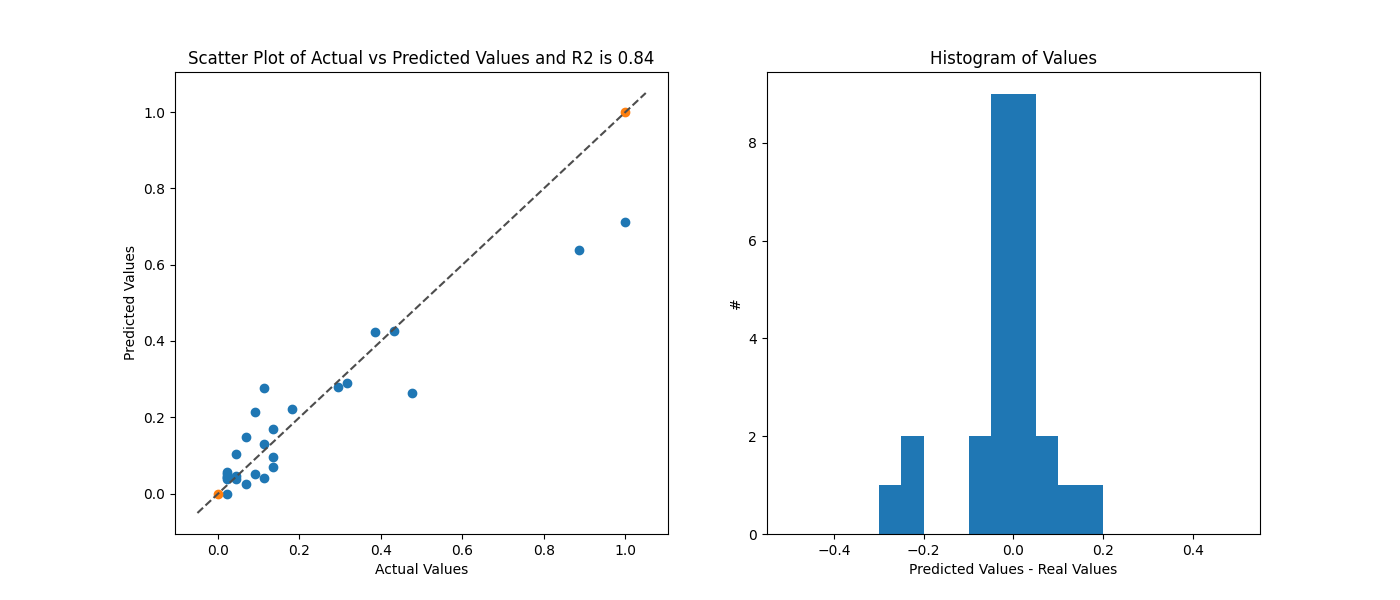 Scatter Plot of Actual vs Predicted Values and R2 is 0.84
Predicted Values
1.0
0.8
0.6
0.4
0.2
0.0
0.0 0.2 0.4 0.6 0.8 1.0
Actual Values
Histogram of Values
#
8
6
4
2
0
−0.4 −0.2 0.0 0.2 0.4
Predicted Values - Real Values